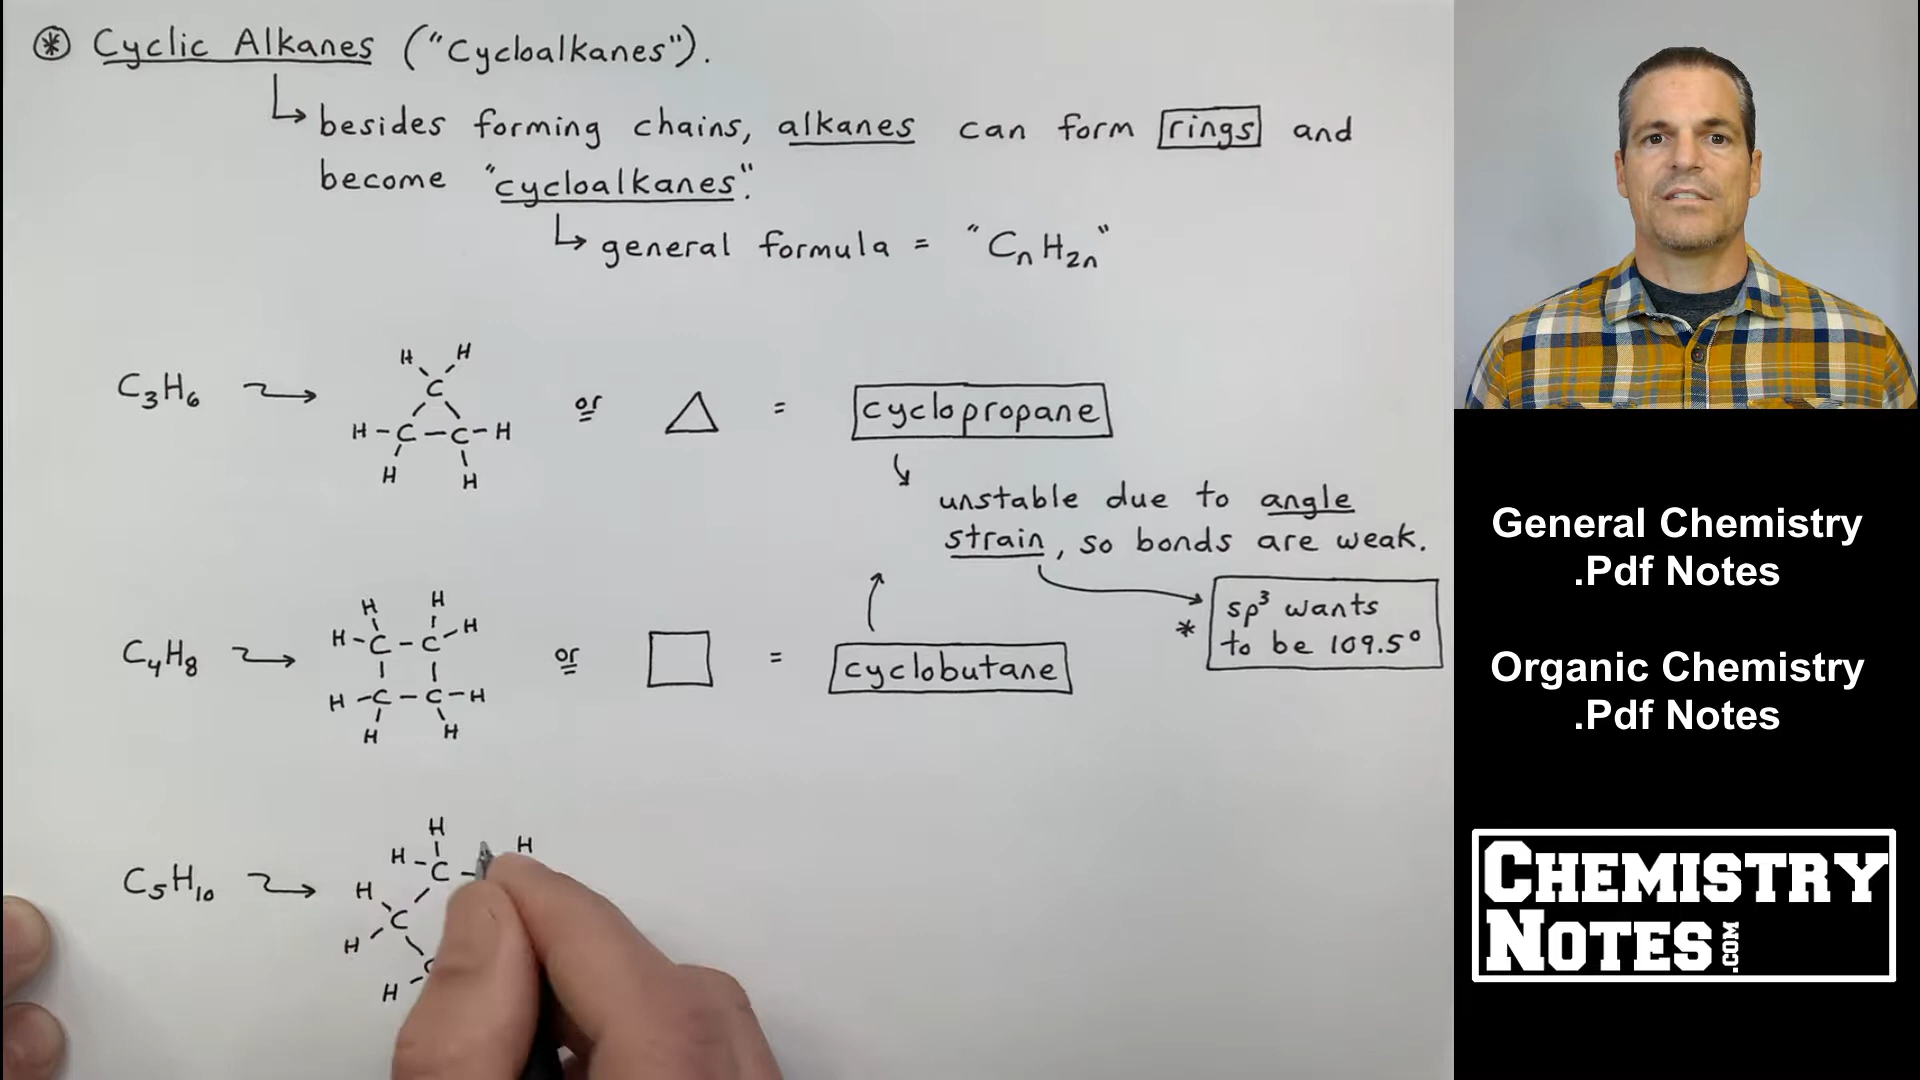 ⊛ Cyclic Alkanes ("Cycloalkanes").
↳ besides forming chains, alkanes can form rings and
become "cycloalkanes".
↳ general formula = "CₙH₂ₙ"
H H
C₃H₆ → C or △ = cyclopropane
H-C-C-H
H H
unstable due to angle
strain, so bonds are weak.
* sp³ wants
to be 109.5°
H H
H-C-C-H
C₄H₈ → or □ = cyclobutane
H-C-C-H
H H
H H
H-C-
C₅H₁₀ → H
C
H
H
General Chemistry
.Pdf Notes
Organic Chemistry
.Pdf Notes
CHEMISTRY
NOTES.COM